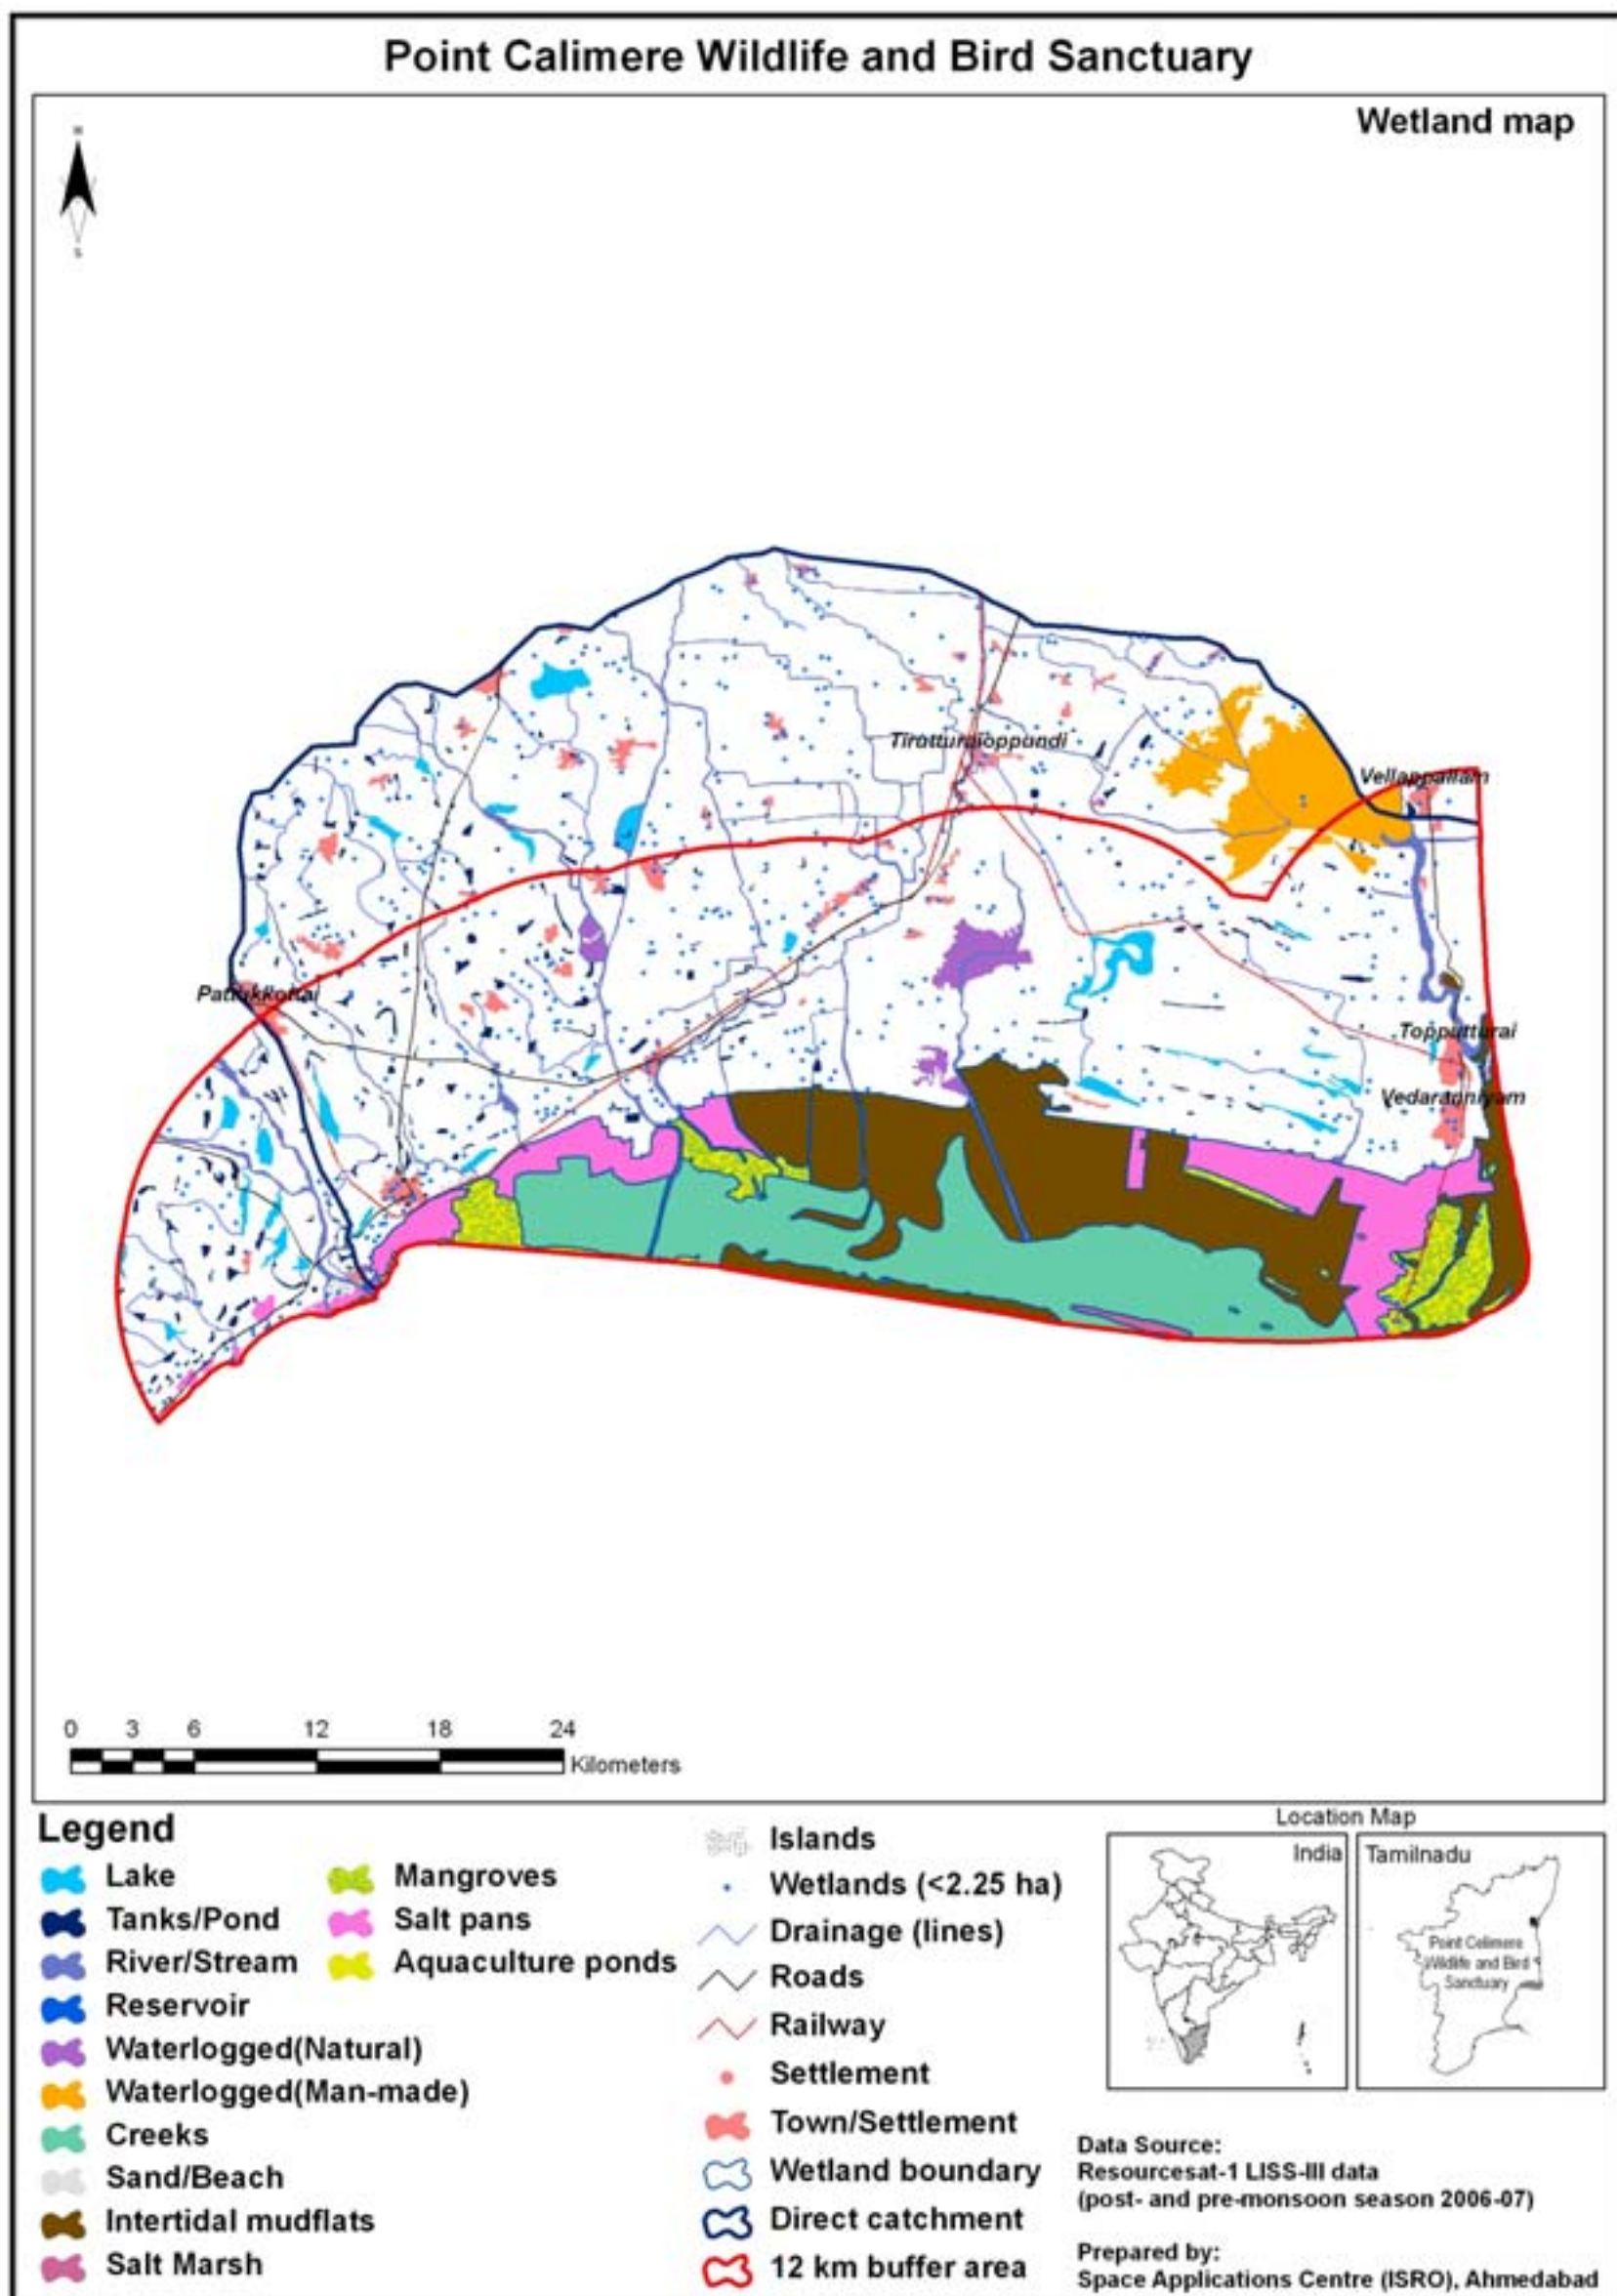 Point Calimere Wildlife and Bird Sanctuary
Wetland map
N
S
Tiratturaippundi
Vellappallam
Pattukkottai
Topputturai
Vedaranniyam
0 3 6 12 18 24
Kilometers
Legend
Lake
Tanks/Pond
River/Stream
Reservoir
Waterlogged(Natural)
Waterlogged(Man-made)
Creeks
Sand/Beach
Intertidal mudflats
Salt Marsh
Mangroves
Salt pans
Aquaculture ponds
Islands
Wetlands (<2.25 ha)
Drainage (lines)
Roads
Railway
Settlement
Town/Settlement
Wetland boundary
Direct catchment
12 km buffer area
Location Map
India
Tamilnadu
Point Celimere
Wildlife and Bird
Sanctuary
Data Source:
Resourcesat-1 LISS-III data
(post- and pre-monsoon season 2006-07)
Prepared by:
Space Applications Centre (ISRO), Ahmedabad